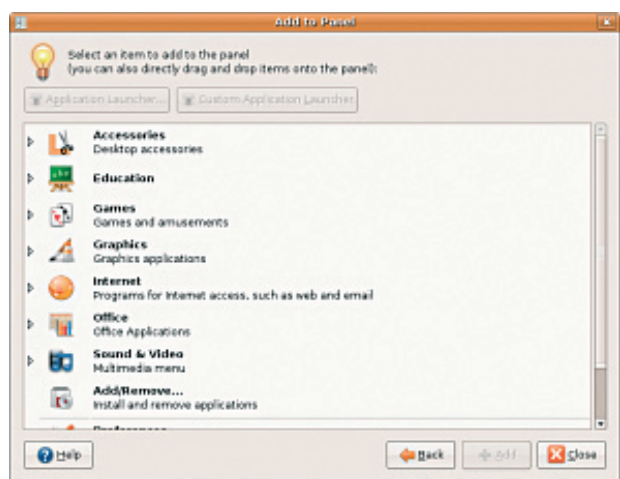 Add to Panel
Select an item to add to the panel
(you can also directly drag and drop items onto the panel):
Application Launcher...
Custom Application Launcher
Accessories
Desktop accessories
Education
Games
Games and amusements
Graphics
Graphics applications
Internet
Programs for Internet access, such as web and email
Office
Office Applications
Sound & Video
Multimedia menu
Add/Remove...
Install and remove applications
Preferences
Help
Back
Add
Close